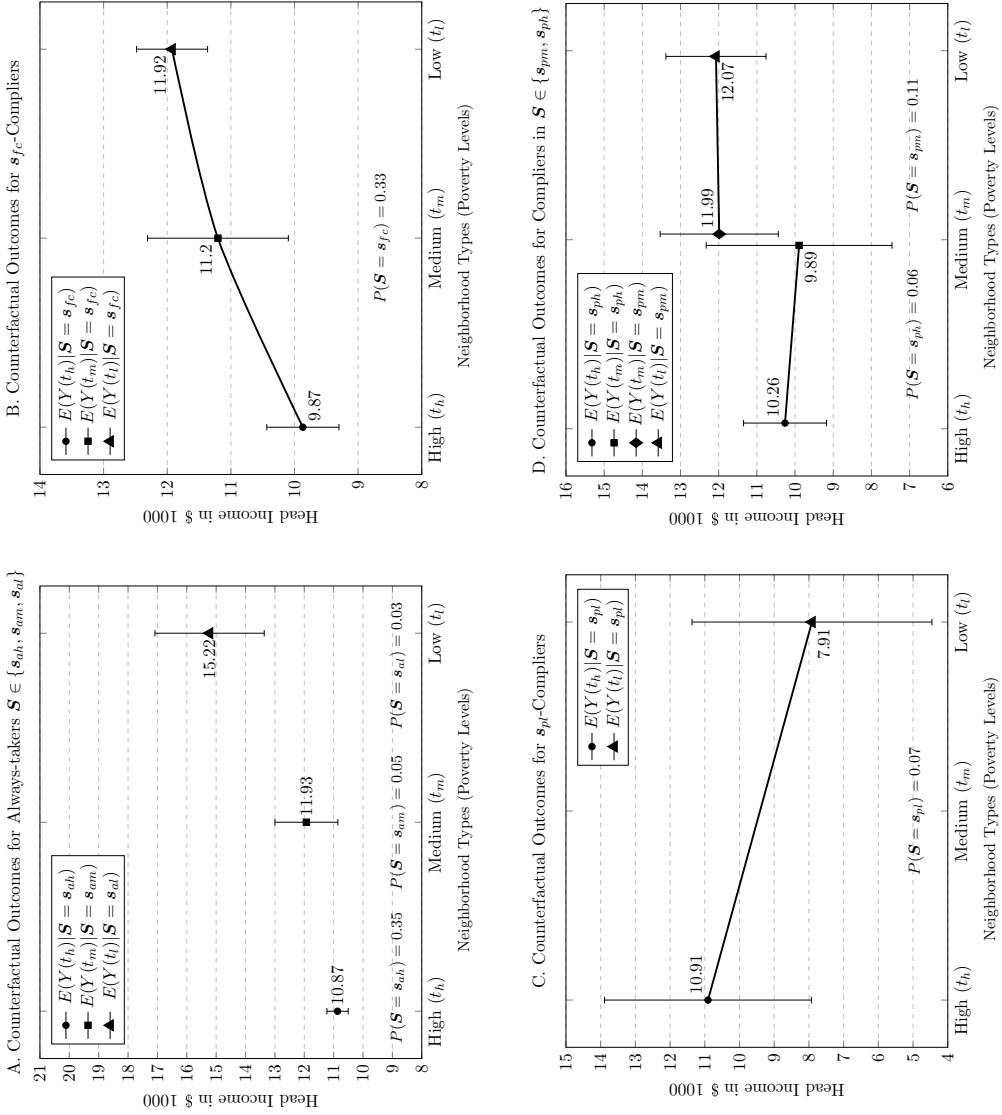 A. Counterfactual Outcomes for Always-takers S ∈ {s_ah, s_am, s_al}
21
20
19
18
17
16
15
14
13
12
11
10
9
8
Head Income in $ 1000
E(Y(t_h)|S = s_ah)
E(Y(t_m)|S = s_am)
E(Y(t_l)|S = s_al)
10.87
11.93
15.22
P(S = s_ah) = 0.35
P(S = s_am) = 0.05
P(S = s_al) = 0.03
High (t_h)
Medium (t_m)
Low (t_l)
Neighborhood Types (Poverty Levels)
B. Counterfactual Outcomes for s_fc-Compliers
14
13
12
11
10
9
8
Head Income in $ 1000
E(Y(t_h)|S = s_fc)
E(Y(t_m)|S = s_fc)
E(Y(t_l)|S = s_fc)
9.87
11.2
11.92
P(S = s_fc) = 0.33
High (t_h)
Medium (t_m)
Low (t_l)
Neighborhood Types (Poverty Levels)
C. Counterfactual Outcomes for s_pl-Compliers
15
14
13
12
11
10
9
8
7
6
5
4
Head Income in $ 1000
E(Y(t_h)|S = s_pl)
E(Y(t_l)|S = s_pl)
10.91
7.91
P(S = s_pl) = 0.07
High (t_h)
Medium (t_m)
Low (t_l)
Neighborhood Types (Poverty Levels)
D. Counterfactual Outcomes for Compliers in S ∈ {s_pm, s_ph}
16
15
14
13
12
11
10
9
8
7
6
Head Income in $ 1000
E(Y(t_h)|S = s_ph)
E(Y(t_m)|S = s_ph)
E(Y(t_m)|S = s_pm)
E(Y(t_l)|S = s_pm)
10.26
9.89
11.99
12.07
P(S = s_ph) = 0.06
P(S = s_pm) = 0.11
High (t_h)
Medium (t_m)
Low (t_l)
Neighborhood Types (Poverty Levels)